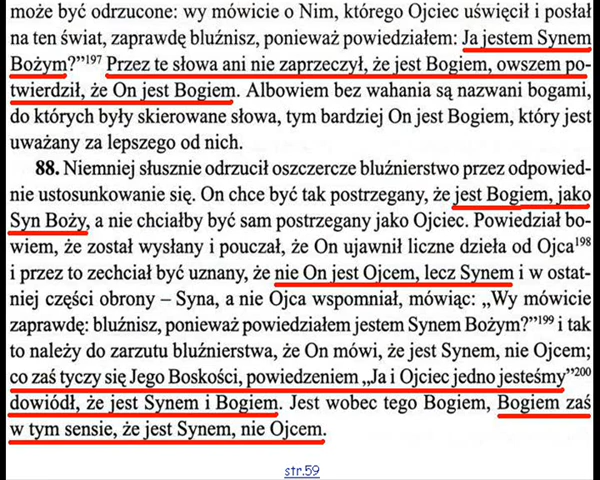 może być odrzucone: wy mówicie o Nim, którego Ojciec uświęcił i posłał
na ten świat, zaprawdę bluźnisz, ponieważ powiedziałem: Ja jestem Synem
Bożym?”197 Przez te słowa ani nie zaprzeczył, że jest Bogiem, owszem po-
twierdził, że On jest Bogiem. Albowiem bez wahania są nazwani bogami,
do których były skierowane słowa, tym bardziej On jest Bogiem, który jest
uważany za lepszego od nich.
88. Niemniej słusznie odrzucił oszczercze bluźnierstwo przez odpowied-
nie ustosunkowanie się. On chce być tak postrzegany, że jest Bogiem, jako
Syn Boży, a nie chciałby być sam postrzegany jako Ojciec. Powiedział bo-
wiem, że został wysłany i pouczał, że On ujawnił liczne dzieła od Ojca198
i przez to zechciał być uznany, że nie On jest Ojcem, lecz Synem i w ostat-
niej części obrony – Syna, a nie Ojca wspomniał, mówiąc: „Wy mówicie
zaprawdę: bluźnisz, ponieważ powiedziałem jestem Synem Bożym?”199 i tak
to należy do zarzutu bluźnierstwa, że On mówi, że jest Synem, nie Ojcem;
co zaś tyczy się Jego Boskości, powiedzeniem „Ja i Ojciec jedno jesteśmy”200
dowiódł, że jest Synem i Bogiem. Jest wobec tego Bogiem, Bogiem zaś
w tym sensie, że jest Synem, nie Ojcem.
str.59